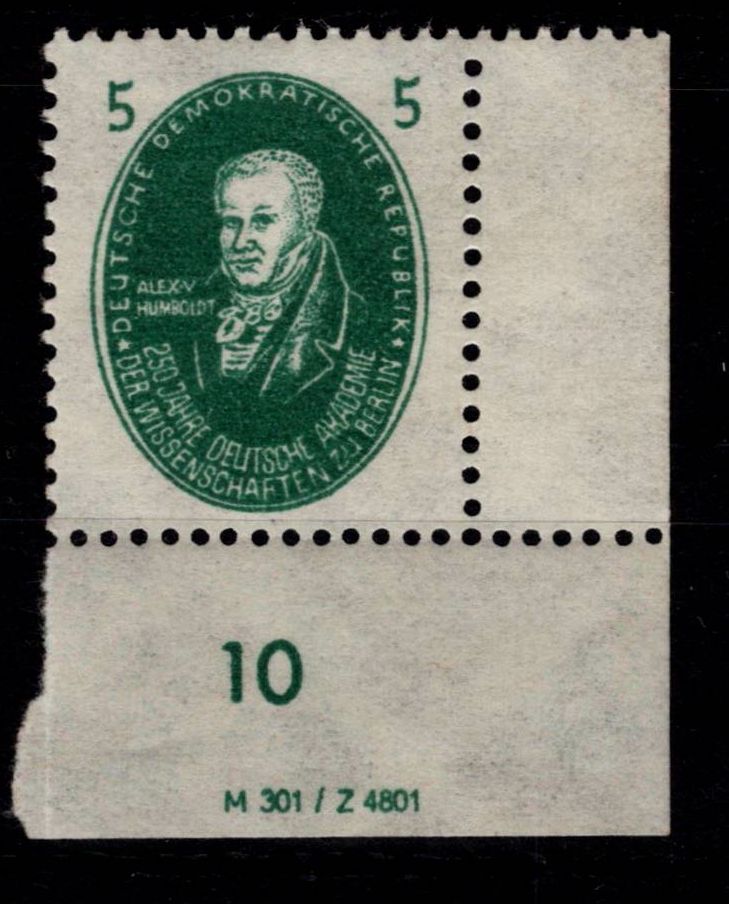 5 5
★ DEUTSCHE DEMOKRATISCHE REPUBLIK ★
ALEX·V
HUMBOLDT
250 JAHRE DEUTSCHE AKADEMIE
DER WISSENSCHAFTEN ZU BERLIN
10
M 301 / Z 4801